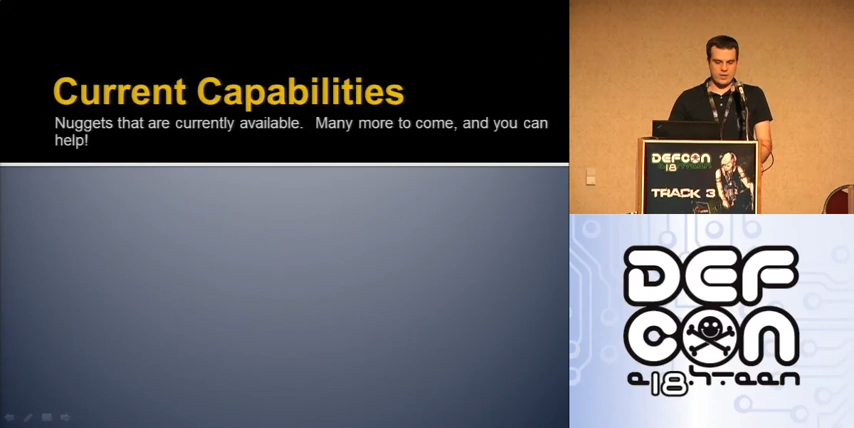 Current Capabilities
Nuggets that are currently available.  Many more to come, and you can
help!
DEFCON
18
TRACK 3
DEF
CON
18